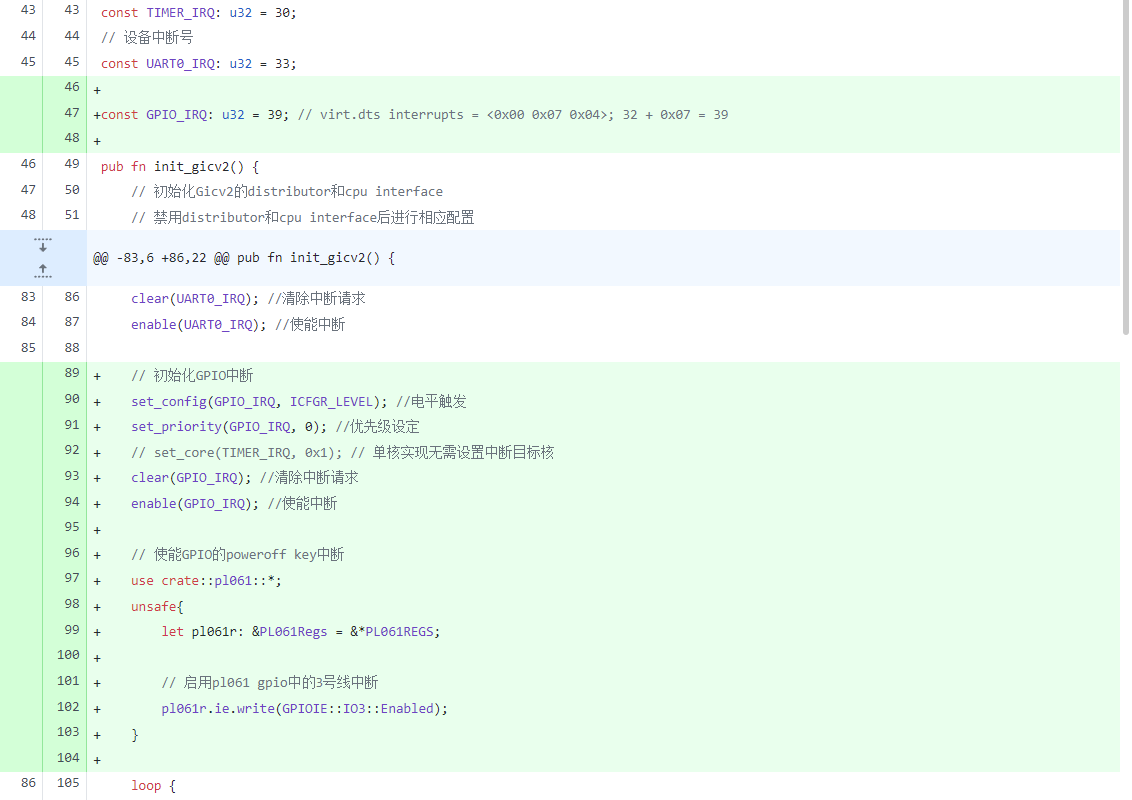 43 43 const TIMER_IRQ: u32 = 30;
44 44 // 设备中断号
45 45 const UART0_IRQ: u32 = 33;
46 +
47 +const GPIO_IRQ: u32 = 39; // virt.dts interrupts = <0x00 0x07 0x04>; 32 + 0x07 = 39
48 +
46 49 pub fn init_gicv2() {
47 50 // 初始化Gicv2的distributor和cpu interface
48 51 // 禁用distributor和cpu interface后进行相应配置
@@ -83,6 +86,22 @@ pub fn init_gicv2() {
83 86 clear(UART0_IRQ); //清除中断请求
84 87 enable(UART0_IRQ); //使能中断
85 88
89 + // 初始化GPIO中断
90 + set_config(GPIO_IRQ, ICFGR_LEVEL); //电平触发
91 + set_priority(GPIO_IRQ, 0); //优先级设定
92 + // set_core(TIMER_IRQ, 0x1); // 单核实现无需设置中断目标核
93 + clear(GPIO_IRQ); //清除中断请求
94 + enable(GPIO_IRQ); //使能中断
95 +
96 + // 使能GPIO的poweroff key中断
97 + use crate::pl061::*;
98 + unsafe{
99 + let pl061r: &PL061Regs = &*PL061REGS;
100 +
101 + // 启用pl061 gpio中的3号线中断
102 + pl061r.ie.write(GPIOIE::IO3::Enabled);
103 + }
104 +
86 105 loop {